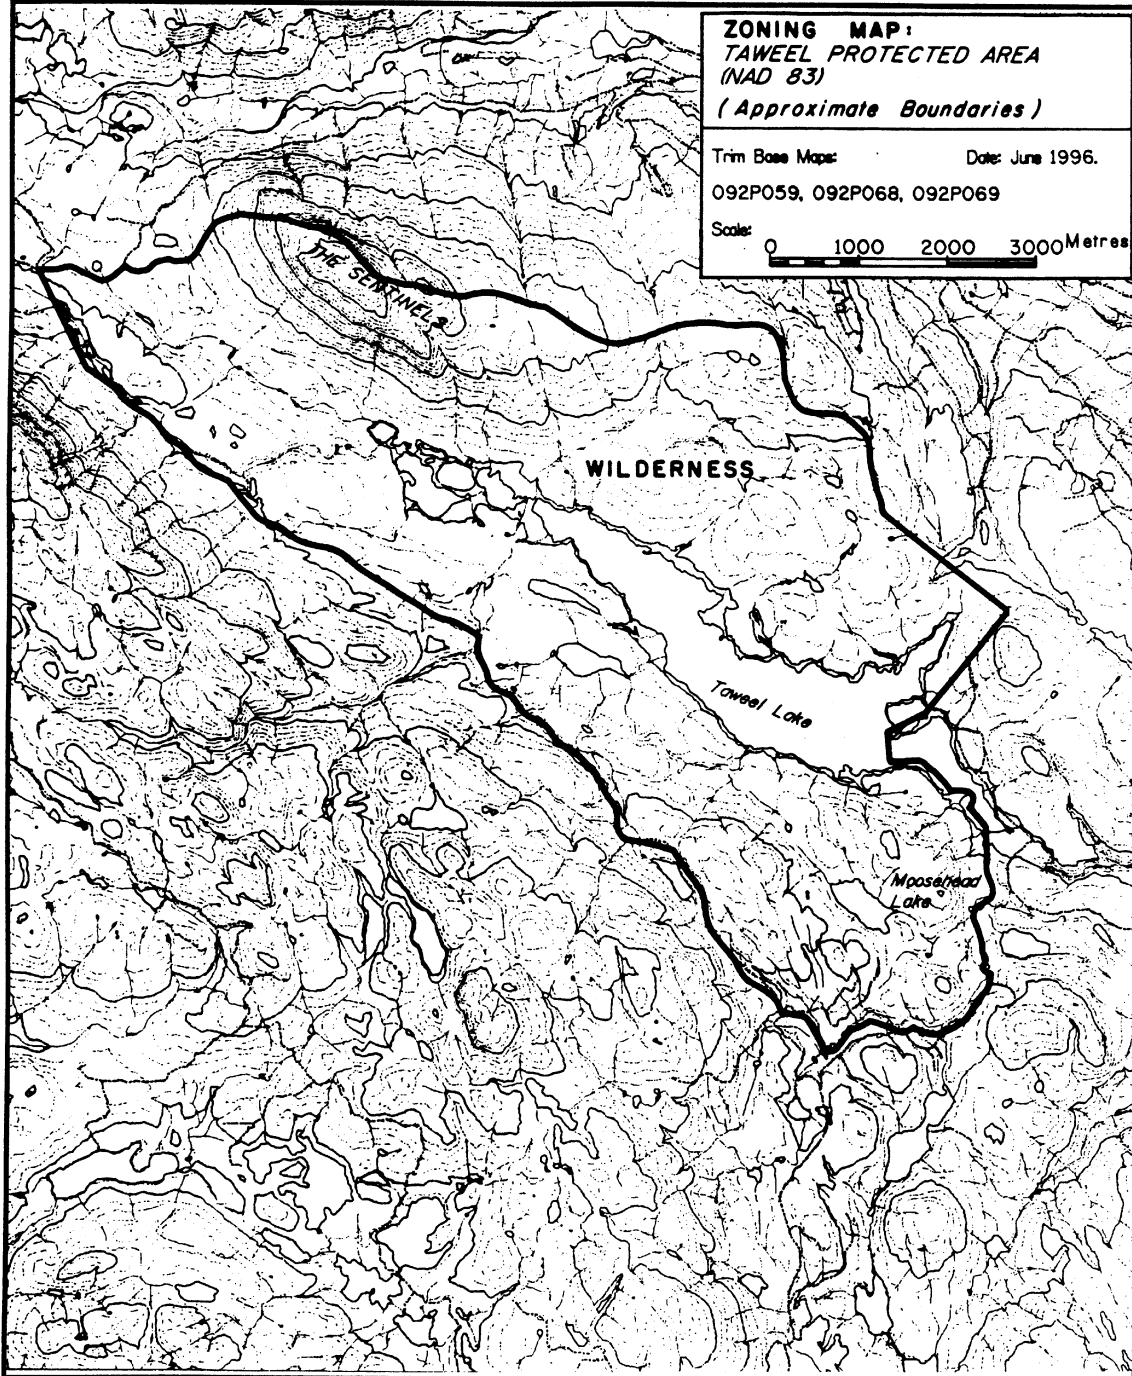 ZONING MAP:
TAWEEL PROTECTED AREA
(NAD 83)
(Approximate Boundaries)
Trim Base Maps: Date: June 1996.
092P059, 092P068, 092P069
Scale:
0 1000 2000 3000 Metres
THE SENTINELS
WILDERNESS
Taweel Lake
Moosehead
Lake